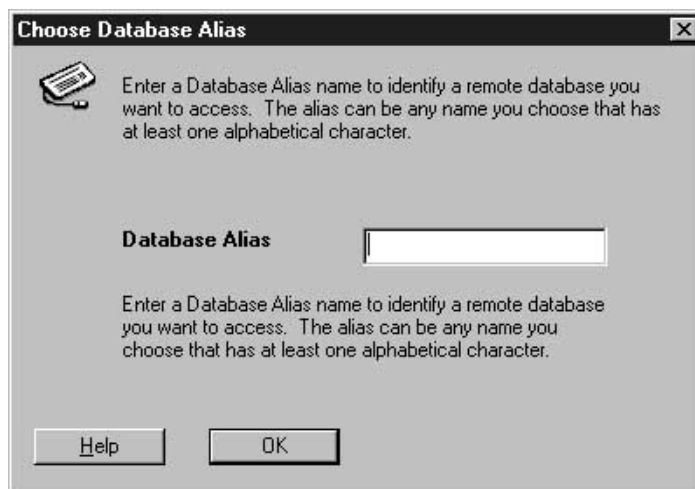 Choose Database Alias
Enter a Database Alias name to identify a remote database you
want to access.  The alias can be any name you choose that has
at least one alphabetical character.
Database Alias
Enter a Database Alias name to identify a remote database
you want to access.  The alias can be any name you
choose that has at least one alphabetical character.
Help
OK